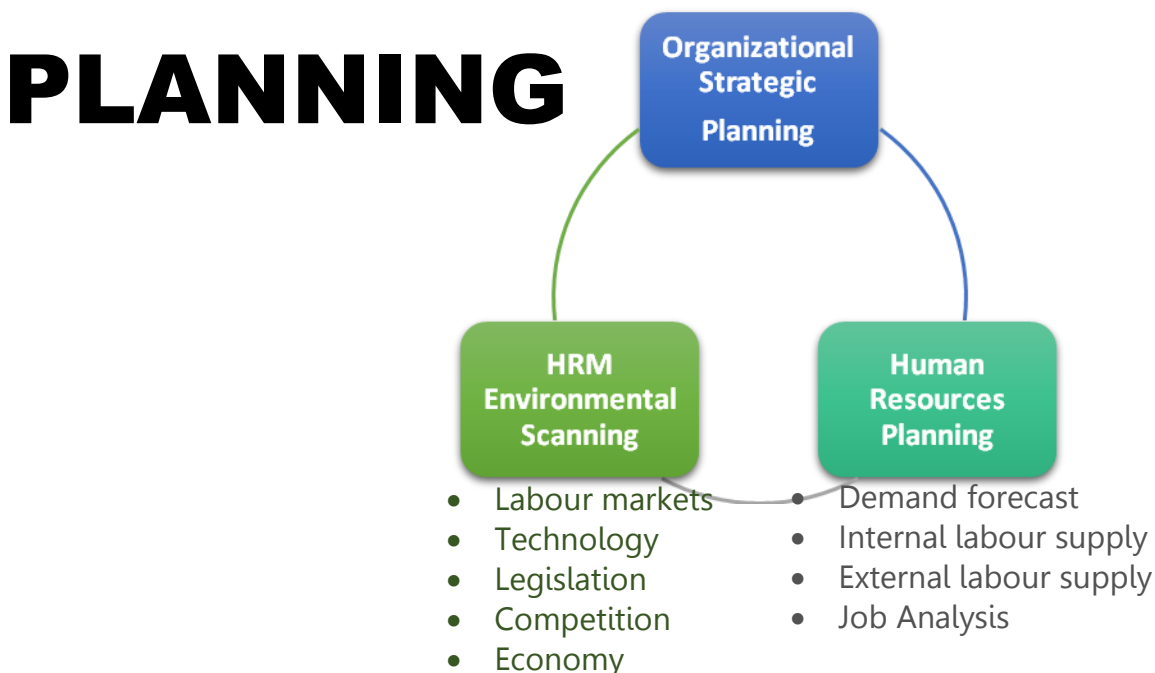 PLANNING
Organizational
Strategic
Planning
HRM
Environmental
Scanning
Human
Resources
Planning
• Labour markets
• Technology
• Legislation
• Competition
• Economy
• Demand forecast
• Internal labour supply
• External labour supply
• Job Analysis